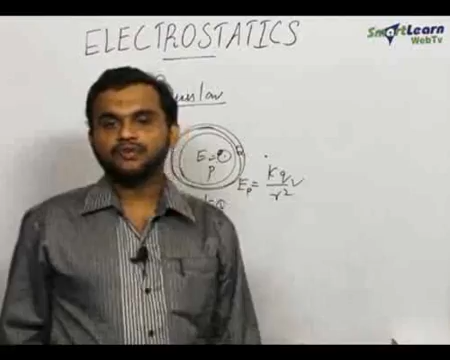 ELECTROSTATICS
SmartLearn
WebTv
E=0
P
Ep = Kq
r²